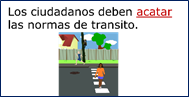 Los ciudadanos deben acatar
las normas de transito.